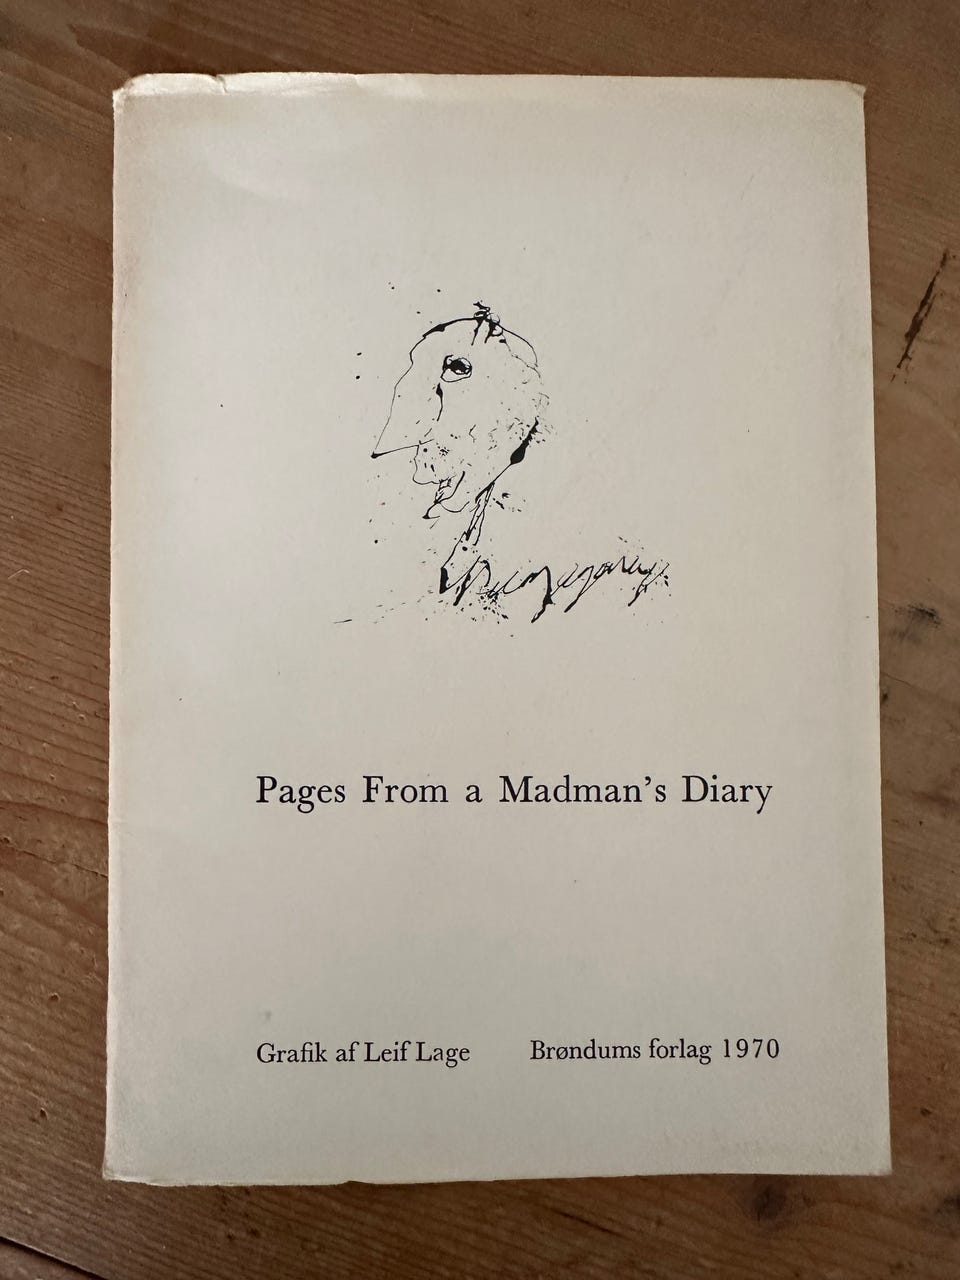 Pages From a Madman's Diary
Grafik af Leif Lage Brøndums forlag 1970